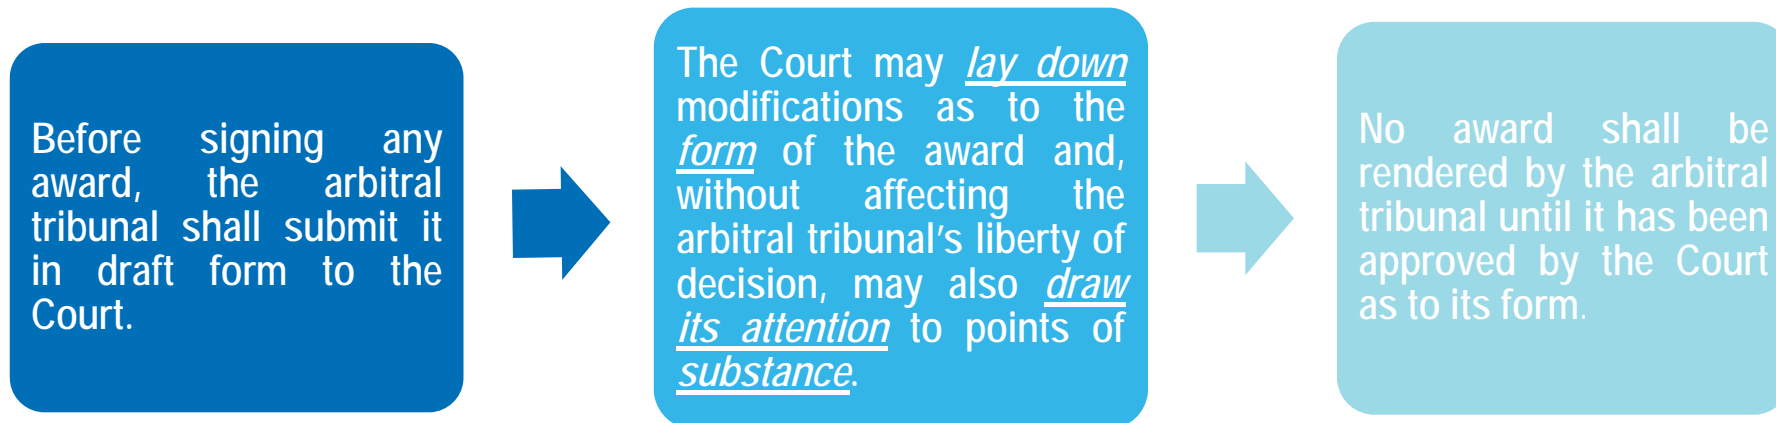 Before signing any
award, the arbitral
tribunal shall submit it
in draft form to the
Court.
The Court may lay down
modifications as to the
form of the award and,
without affecting the
arbitral tribunal's liberty of
decision, may also draw
its attention to points of
substance.
No award shall be
rendered by the arbitral
tribunal until it has been
approved by the Court
as to its form.